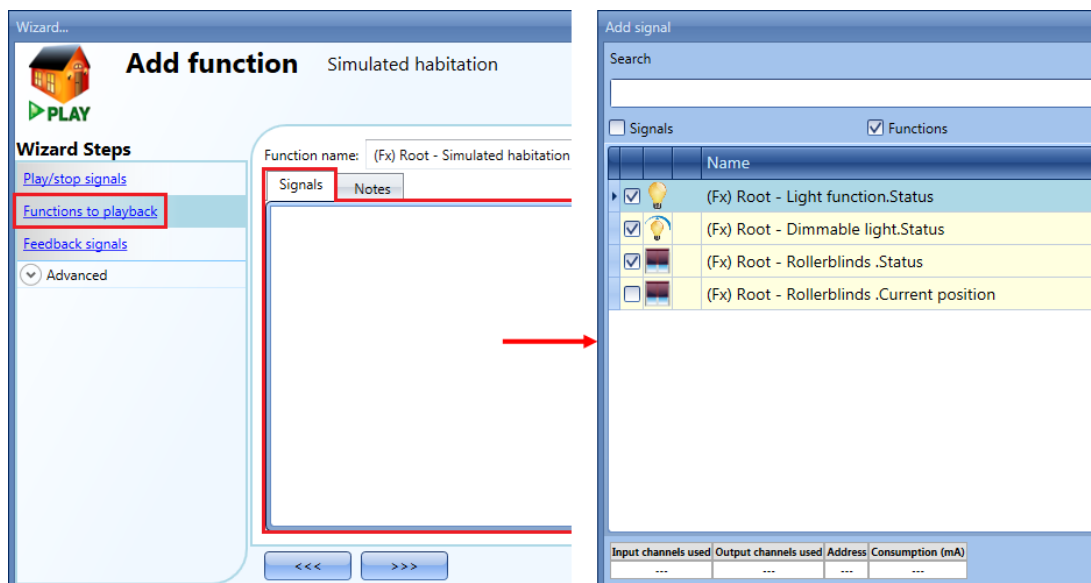 Wizard...
Add function Simulated habitation
PLAY
Wizard Steps
Play/stop signals
Functions to playback
Feedback signals
Advanced
Function name: (Fx) Root - Simulated habitation
Signals Notes
<<< >>>
Add signal
Search
Signals Functions
Name
(Fx) Root - Light function.Status
(Fx) Root - Dimmable light.Status
(Fx) Root - Rollerblinds .Status
(Fx) Root - Rollerblinds .Current position
Input channels used Output channels used Address Consumption (mA)
--- --- --- ---